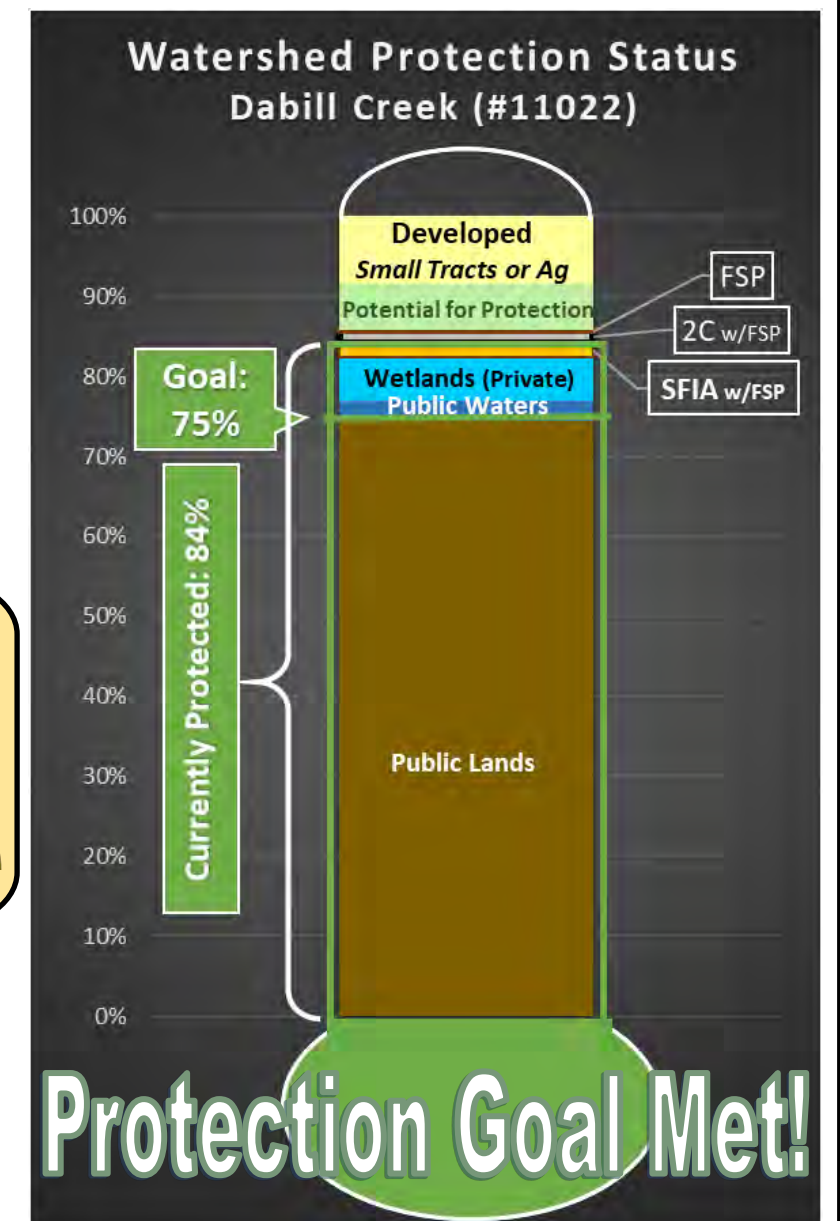 Watershed Protection Status
Dabill Creek (#11022)
100%
90%
80%
70%
60%
50%
40%
30%
20%
10%
0%
Developed
Small Tracts or Ag
Potential for Protection
FSP
2C w/FSP
SFIA w/FSP
Goal:
75%
Wetlands (Private)
Public Waters
Currently Protected: 84%
Public Lands
Protection Goal Met!